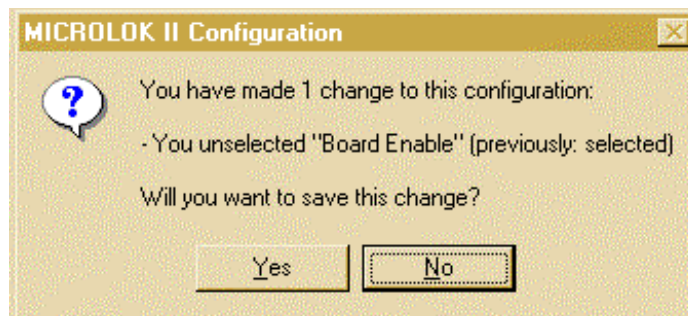 MICROLOK II Configuration
You have made 1 change to this configuration:
- You unselected "Board Enable" (previously: selected)
Will you want to save this change?
Yes No